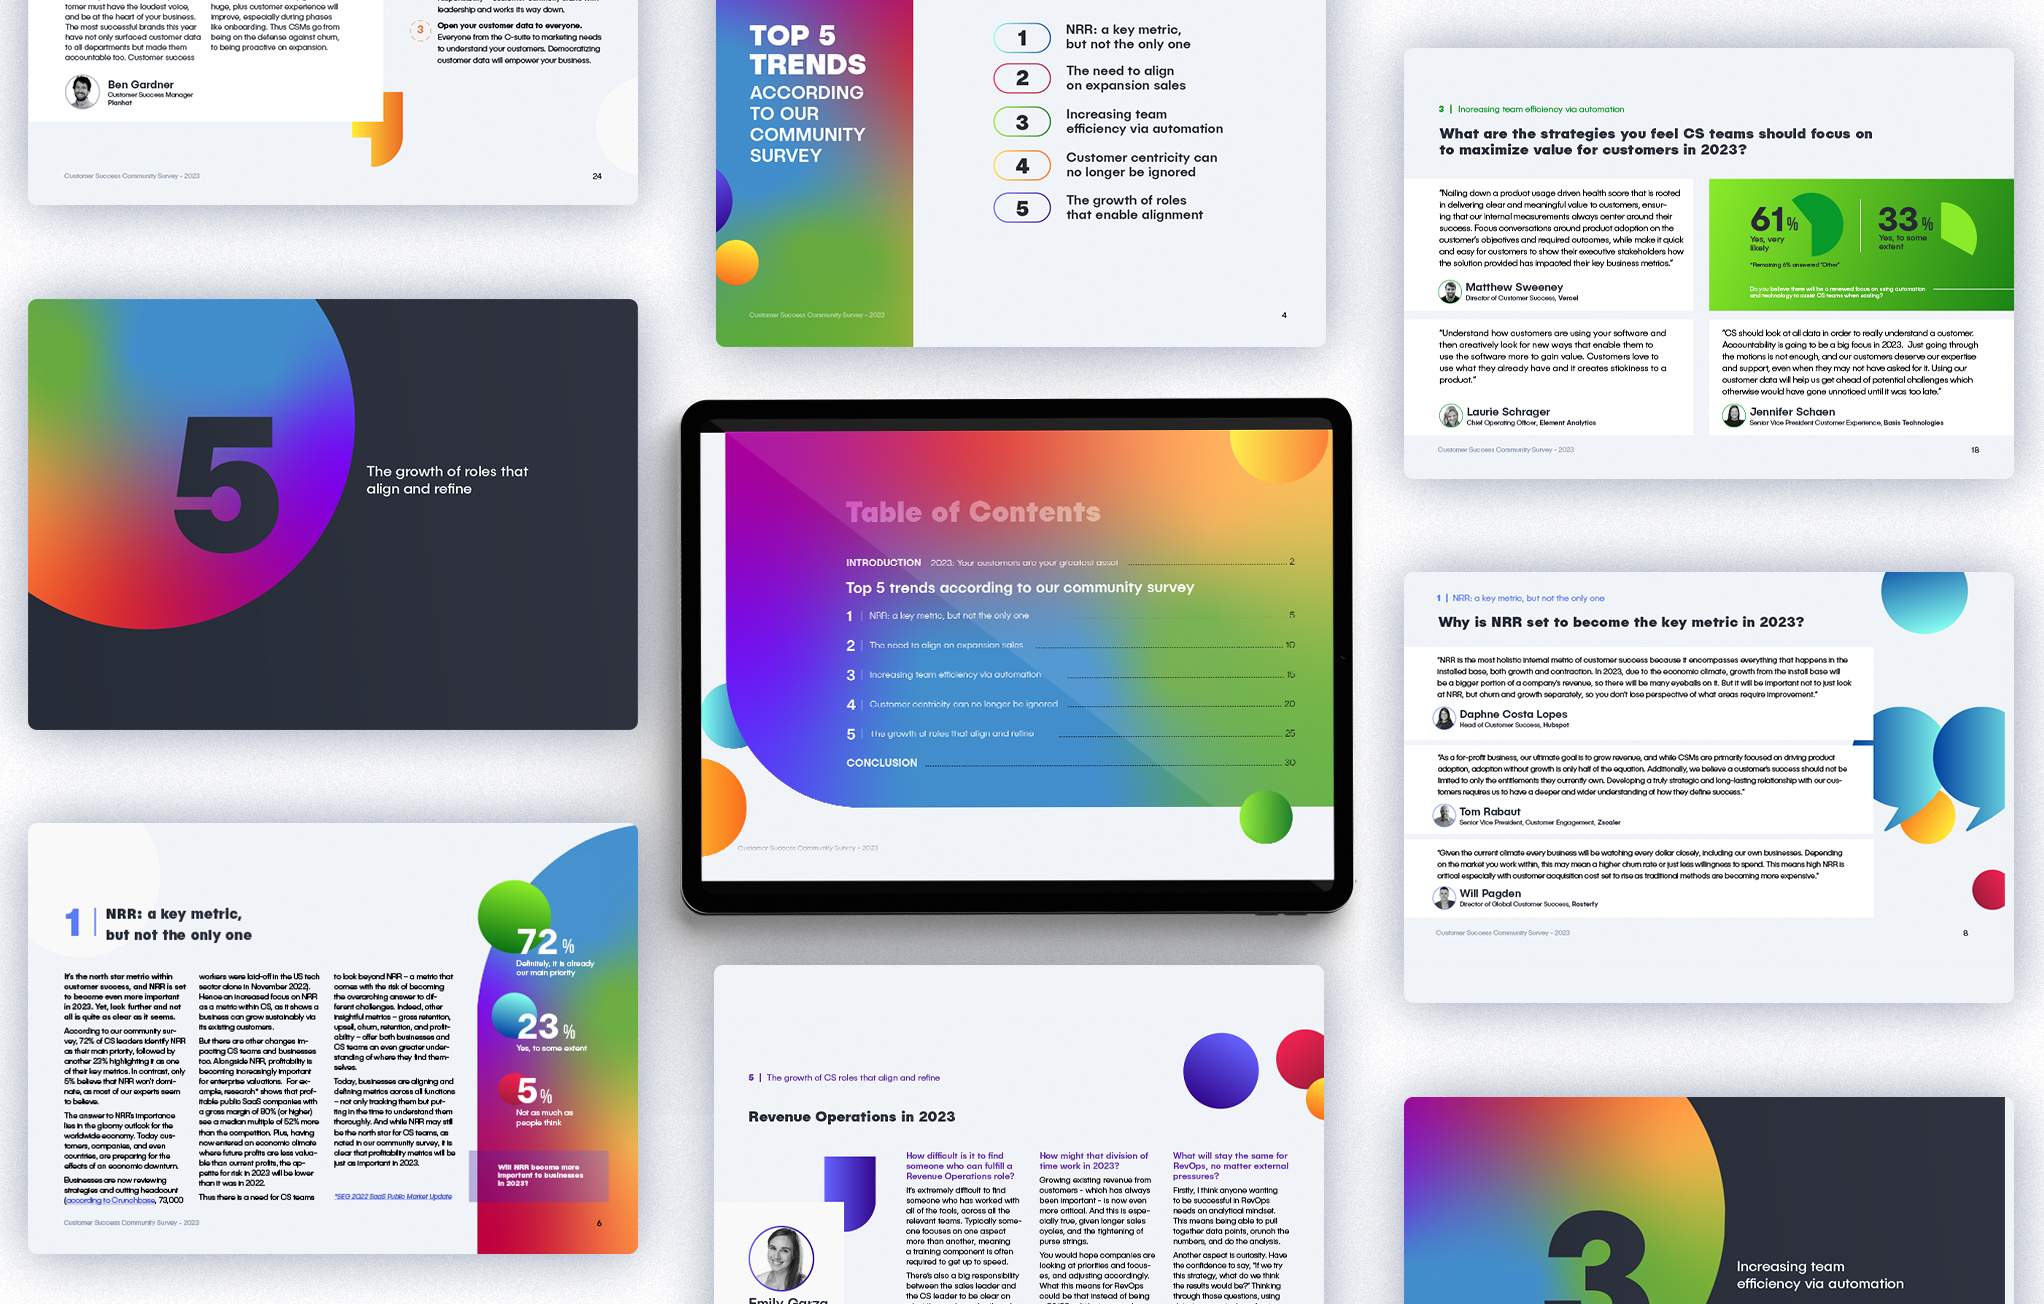 tomer must have the loudest voice,
and be at the heart of your business.
The most successful brands this year
have not only surfaced customer data
to all departments but made them
accountable too. Customer success
huge, plus customer experience will
improve, especially during phases
like onboarding. Thus CSMs go from
being on the defense against churn,
to being proactive on expansion.
Ben Gardner
Customer Success Manager
Planhat
leadership and works its way down.
3
Open your customer data to everyone.
Everyone from the C-suite to marketing needs
to understand your customers. Democratizing
customer data will empower your business.
Customer Success Community Survey - 2023
24
TOP 5
TRENDS
ACCORDING
TO OUR
COMMUNITY
SURVEY
Customer Success Community Survey - 2023
1
NRR: a key metric,
but not the only one
2
The need to align
on expansion sales
3
Increasing team
efficiency via automation
4
Customer centricity can
no longer be ignored
5
The growth of roles
that enable alignment
4
3 | Increasing team efficiency via automation
What are the strategies you feel CS teams should focus on
to maximize value for customers in 2023?
"Nailing down a product usage driven health score that is rooted
in delivering clear and meaningful value to customers, ensur-
ing that our internal measurements always center around their
success. Focus conversations around product adoption on the
customer's objectives and required outcomes, while make it quick
and easy for customers to show their executive stakeholders how
the solution provided has impacted their key business metrics."
Matthew Sweeney
Director of Customer Success, Vercel
61%
Yes, very
likely
33%
Yes, to some
extent
*Remaining 6% answered "Other"
Do you believe there will be a renewed focus on using automation
and technology to assist CS teams when scaling?
"Understand how customers are using your software and
then creatively look for new ways that enable them to
use the software more to gain value. Customers love to
use what they already have and it creates stickiness to a
product."
Laurie Schrager
Chief Operating Officer, Element Analytics
"CS should look at all data in order to really understand a customer.
Accountability is going to be a big focus in 2023. Just going through
the motions is not enough, and our customers deserve our expertise
and support, even when they may not have asked for it. Using our
customer data will help us get ahead of potential challenges which
otherwise would have gone unnoticed until it was too late."
Jennifer Schaen
Senior Vice President Customer Experience, Basis Technologies
Customer Success Community Survey - 2023
18
5
The growth of roles that
align and refine
Table of Contents
INTRODUCTION 2023: Your customers are your greatest asset 2
Top 5 trends according to our community survey
1 | NRR: a key metric, but not the only one 5
2 | The need to align on expansion sales 10
3 | Increasing team efficiency via automation 15
4 | Customer centricity can no longer be ignored 20
5 | The growth of roles that align and refine 25
CONCLUSION 30
Customer Success Community Survey - 2023
1 | NRR: a key metric, but not the only one
Why is NRR set to become the key metric in 2023?
"NRR is the most holistic internal metric of customer success because it encompasses everything that happens in the
installed base, both growth and contraction. In 2023, due to the economic climate, growth from the install base will
be a bigger portion of a company's revenue, so there will be many eyeballs on it. But it will be important not to just look
at NRR, but churn and growth separately, so you don't lose perspective of what areas require improvement."
Daphne Costa Lopes
Head of Customer Success, Hubspot
"As a for-profit business, our ultimate goal is to grow revenue, and while CSMs are primarily focused on driving product
adoption, adoption without growth is only half of the equation. Additionally, we believe a customer's success should not be
limited to only the entitlements they currently own. Developing a truly strategic and long-lasting relationship with our cus-
tomers requires us to have a deeper and wider understanding of how they define success."
Tom Rabaut
Senior Vice President, Customer Engagement, Zscaler
"Given the current climate every business will be watching every dollar closely, including our own businesses. Depending
on the market you work within, this may mean a higher churn rate or just less willingness to spend. This means high NRR is
critical especially with customer acquisition cost set to rise as traditional methods are becoming more expensive."
Will Pagden
Director of Global Customer Success, Rosterfy
Customer Success Community Survey - 2023
8
1
NRR: a key metric,
but not the only one
It's the north star metric within
customer success, and NRR is set
to become even more important
in 2023. Yet, look further and not
all is quite as clear as it seems.
According to our community sur-
vey, 72% of CS leaders identify NRR
as their main priority, followed by
another 23% highlighting it as one
of their key metrics. In contrast, only
5% believe that NRR won't domi-
nate, as most of our experts seem
to believe.
The answer to NRR's importance
lies in the gloomy outlook for the
worldwide economy. Today cus-
tomers, companies, and even
countries, are preparing for the
effects of an economic downturn.
Businesses are now reviewing
strategies and cutting headcount
(according to Crunchbase, 73,000
workers were laid-off in the US tech
sector alone in November 2022).
Hence an increased focus on NRR
as a metric within CS, as it shows a
business can grow sustainably via
its existing customers.
But there are other changes im-
pacting CS teams and businesses
too. Alongside NRR, profitability is
becoming increasingly important
for enterprise valuations. For ex-
ample, research* shows that prof-
itable public SaaS companies with
a gross margin of 80% (or higher)
see a median multiple of 52% more
than the competition. Plus, having
now entered an economic climate
where future profits are less valua-
ble than current profits, the ap-
petite for risk in 2023 will be lower
than it was in 2022.
Thus there is a need for CS teams
to look beyond NRR – a metric that
comes with the risk of becoming
the overarching answer to dif-
ferent challenges. Indeed, other
insightful metrics – gross retention,
upsell, churn, retention, and profit-
ability – offer both businesses and
CS teams an even greater under-
standing of where they find them-
selves.
Today, businesses are aligning and
defining metrics across all functions
– not only tracking them but put-
ting in the time to understand them
thoroughly. And while NRR may still
be the north star for CS teams, as
noted in our community survey, it is
clear that profitability metrics will be
just as important in 2023.
*SEG 2022 SaaS Public Market Update
72%
Definitely, it is already
our main priority
23%
Yes, to some extent
5%
Not as much as
people think
Will NRR become more
important to businesses
in 2023?
Customer Success Community Survey - 2023
6
5 | The growth of CS roles that align and refine
Revenue Operations in 2023
Emily Garza
How difficult is it to find
someone who can fulfill a
Revenue Operations role?
It's extremely difficult to find
someone who has worked with
all of the tools, across all the
relevant teams. Typically some-
one focuses on one aspect
more than another, meaning
a training component is often
required to get up to speed.
There's also a big responsibility
between the sales leader and
the CS leader to be clear on
How might that division of
time work in 2023?
Growing existing revenue from
customers - which has always
been important - is now even
more critical. And this is espe-
cially true, given longer sales
cycles, and the tightening of
purse strings.
You would hope companies are
looking at priorities and focus-
es, and adjusting accordingly.
What this means for RevOps
could be that instead of being
What will stay the same for
RevOps, no matter external
pressures?
Firstly, I think anyone wanting
to be successful in RevOps
needs an analytical mindset.
This means being able to pull
together data points, crunch the
numbers, and do the analysis.
Another aspect is curiosity. Have
the confidence to say, "If we try
this strategy, what do we think
the results would be?" Thinking
through those questions, using
3
Increasing team
efficiency via automation